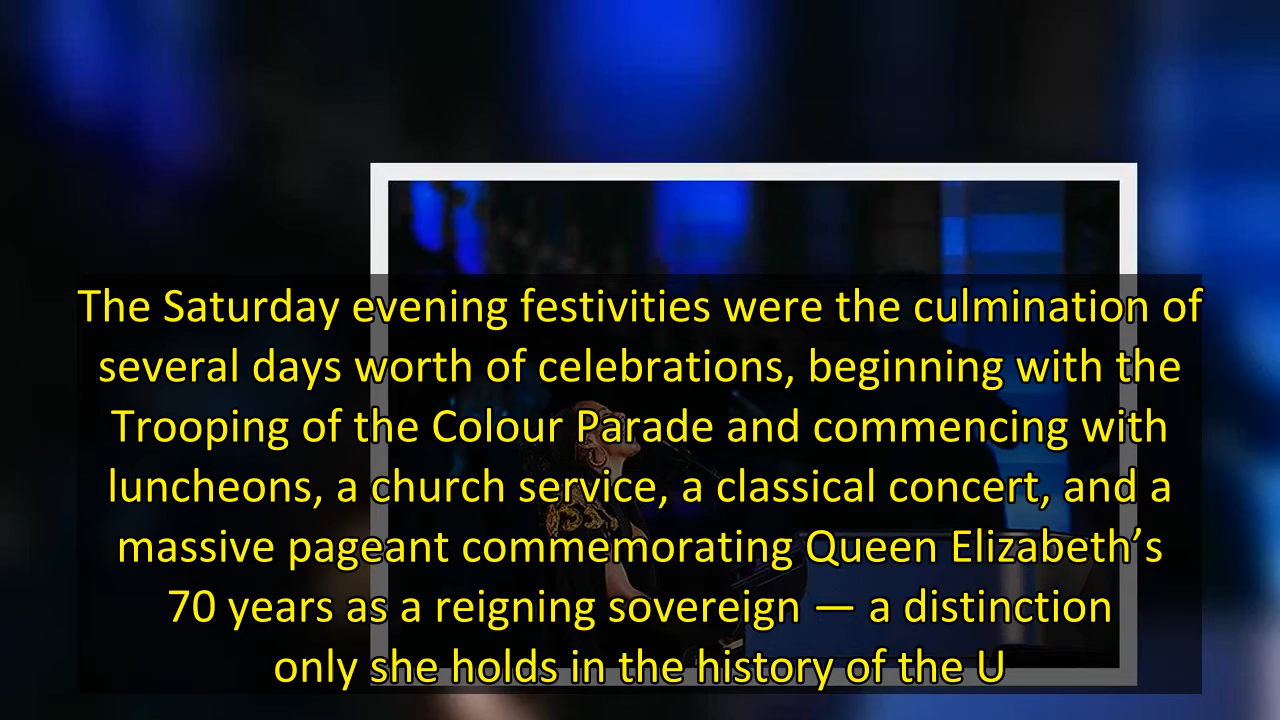 The Saturday evening festivities were the culmination of
several days worth of celebrations, beginning with the
Trooping of the Colour Parade and commencing with
luncheons, a church service, a classical concert, and a
massive pageant commemorating Queen Elizabeth’s
70 years as a reigning sovereign — a distinction
only she holds in the history of the U